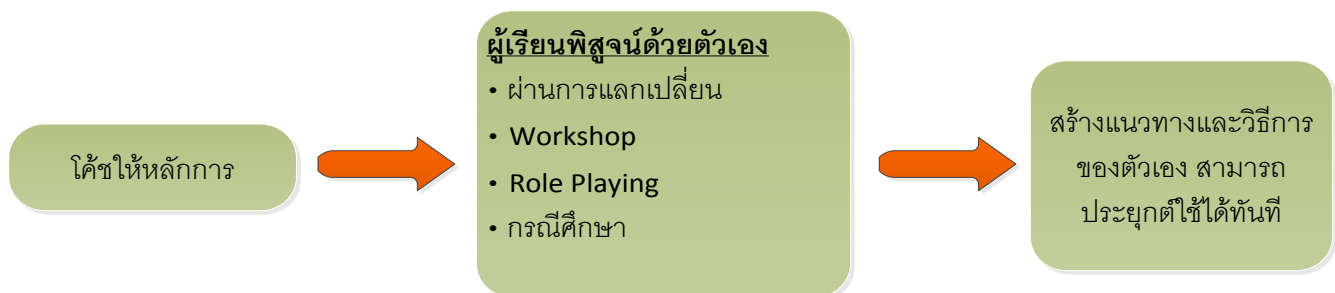 โค้ชให้หลักการ
ผู้เรียนพิสูจน์ด้วยตัวเอง
• ผ่านการแลกเปลี่ยน
• Workshop
• Role Playing
• กรณีศึกษา
สร้างแนวทางและวิธีการ
ของตัวเอง สามารถ
ประยุกต์ใช้ได้ทันที